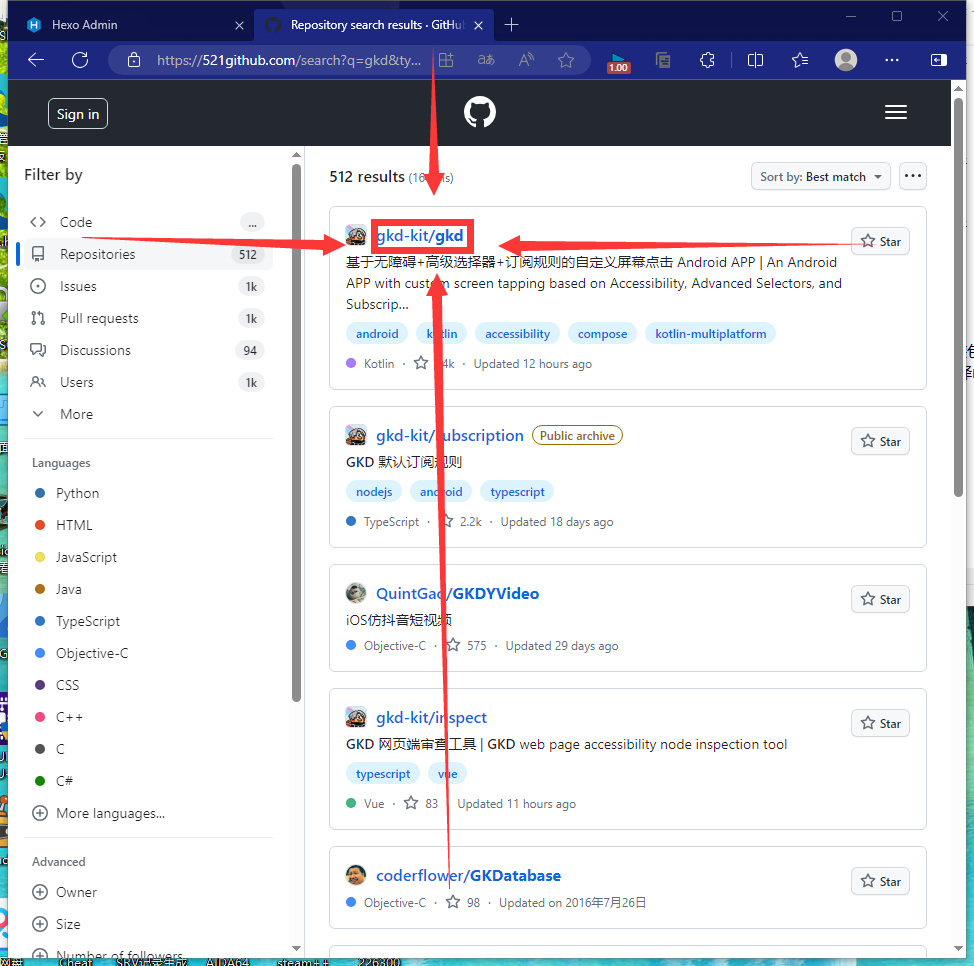 Hexo Admin
Repository search results · GitHub
https://521github.com/search?q=gkd&ty...
1.00
Sign in
Filter by
Code
...
Repositories
512
Issues
1k
Pull requests
1k
Discussions
94
Users
1k
More
Languages
Python
HTML
JavaScript
Java
TypeScript
Objective-C
CSS
C++
C
C#
More languages...
Advanced
Owner
Size
Number of followers
512 results
Sort by: Best match
gkd-kit/gkd
Star
基于无障碍+高级选择器+订阅规则的自定义屏幕点击 Android APP | An Android
APP with custom screen tapping based on Accessibility, Advanced Selectors, and
Subscrip...
android kotlin accessibility compose kotlin-multiplatform
Kotlin · Updated 12 hours ago
gkd-kit/subscription Public archive
Star
GKD 默认订阅规则
nodejs android typescript
TypeScript · 2.2k · Updated 18 days ago
QuintGao/GKDYVideo
Star
iOS仿抖音短视频
Objective-C · 575 · Updated 29 days ago
gkd-kit/inspect
Star
GKD 网页端审查工具 | GKD web page accessibility node inspection tool
typescript vue
Vue · 83 · Updated 11 hours ago
coderflower/GKDatabase
Star
Objective-C · 98 · Updated on 2016年7月26日
Cheat
AIDA64
steam++
226300